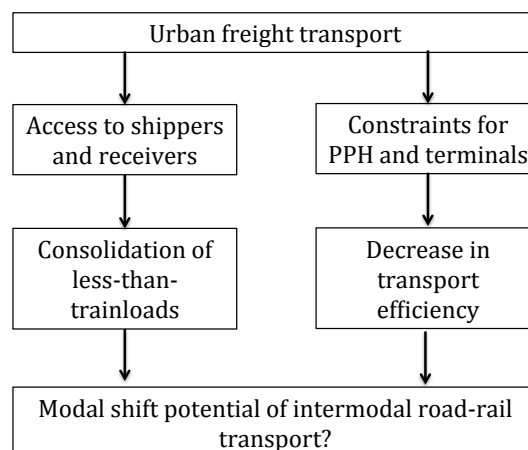 Urban freight transport
Access to shippers
and receivers
Constraints for
PPH and terminals
Consolidation of
less-than-
trainloads
Decrease in
transport
efficiency
Modal shift potential of intermodal road-rail
transport?